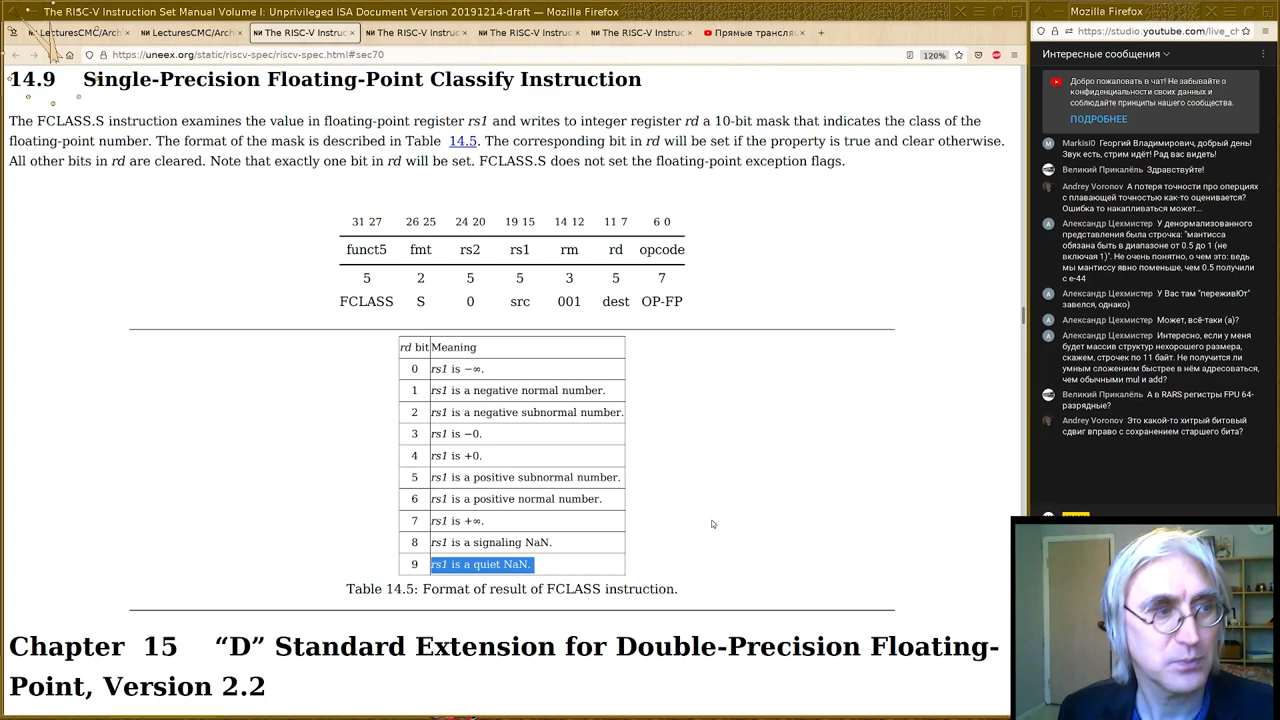 The RISC-V Instruction Set Manual Volume I: Unprivileged ISA Document Version 20191214-draft — Mozilla Firefox
LecturesCMC/Arch
LecturesCMC/Arch
The RISC-V Instruc
The RISC-V Instruc
The RISC-V Instruc
The RISC-V Instruc
Прямые трансля
https://uneex.org/static/riscv-spec/riscv-spec.html#sec70
120%
14.9 Single-Precision Floating-Point Classify Instruction
The FCLASS.S instruction examines the value in floating-point register rs1 and writes to integer register rd a 10-bit mask that indicates the class of the
floating-point number. The format of the mask is described in Table 14.5. The corresponding bit in rd will be set if the property is true and clear otherwise.
All other bits in rd are cleared. Note that exactly one bit in rd will be set. FCLASS.S does not set the floating-point exception flags.
31 27 26 25 24 20 19 15 14 12 11 7 6 0
funct5 fmt rs2 rs1 rm rd opcode
5 2 5 5 3 5 7
FCLASS S 0 src 001 dest OP-FP
rd bit Meaning
0 rs1 is −∞.
1 rs1 is a negative normal number.
2 rs1 is a negative subnormal number.
3 rs1 is −0.
4 rs1 is +0.
5 rs1 is a positive subnormal number.
6 rs1 is a positive normal number.
7 rs1 is +∞.
8 rs1 is a signaling NaN.
9 rs1 is a quiet NaN.
Table 14.5: Format of result of FCLASS instruction.
Chapter 15 “D” Standard Extension for Double-Precision Floating-
Point, Version 2.2
Mozilla Firefox
https://studio.youtube.com/live_ch
Интересные сообщения
Добро пожаловать в чат! Не забывайте о
конфиденциальности своих данных и
соблюдайте принципы нашего сообщества.
ПОДРОБНЕЕ
MarkisI0 Георгий Владимирович, добрый день!
Звук есть, стрим идёт! Рад вас видеть!
Великий Прикалёль Здравствуйте!
Andrey Voronov А потеря точности про оперциях
с плавающей точностью как-то оценивается?
Ошибка то накапливаться может...
Александр Цехмистер У денормализованного
представления была строчка: "мантисса
обязана быть в диапазоне от 0.5 до 1 (не
включая 1)". Не очень понятно, о чем это: ведь
мы мантиссу явно поменьше, чем 0.5 получили
с e-44
Александр Цехмистер У Вас там "переживЮт"
завелся, однако)
Александр Цехмистер Может, всё-таки (a)?
Александр Цехмистер Интересно, если у меня
будет массив структур нехорошего размера,
скажем, строчек по 11 байт. Не получится ли
умным сложением быстрее в нём адресоваться,
чем обычными mul и add?
Великий Прикалёль А в RARS регистры FPU 64-
разрядные?
Andrey Voronov Это какой-то хитрый битовый
сдвиг вправо с сохранением старшего бита?